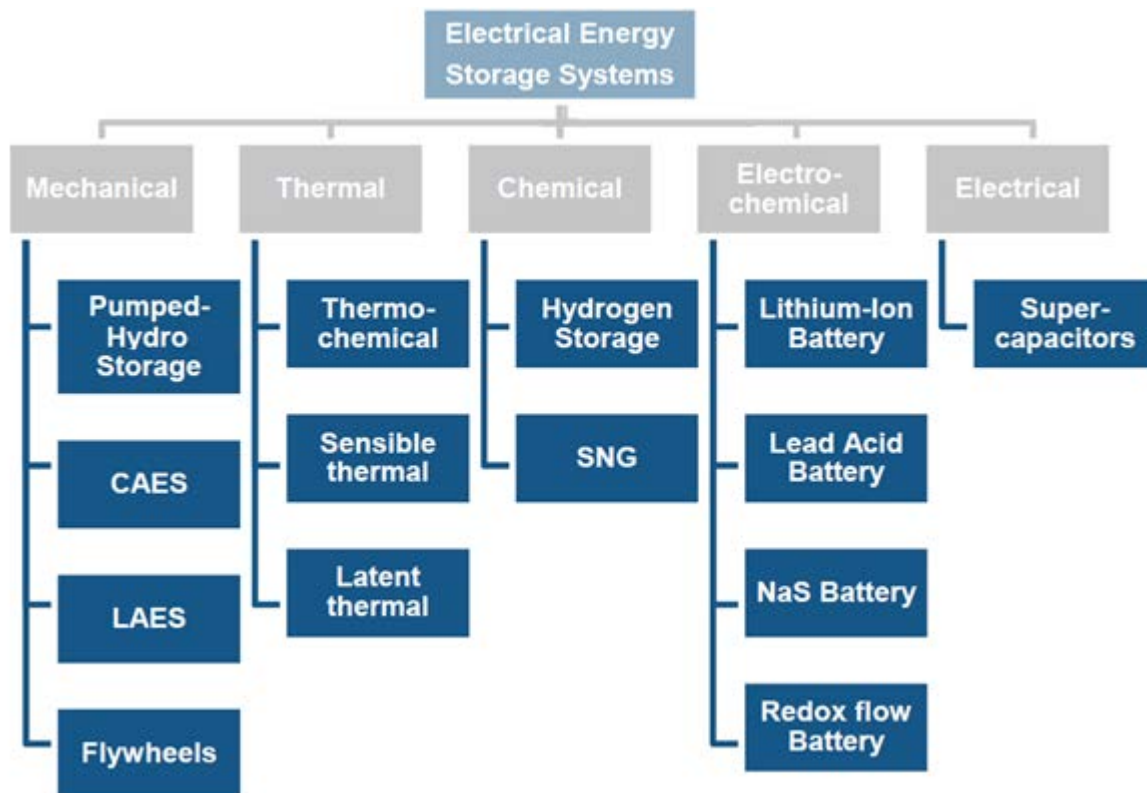 Electrical Energy
Storage Systems
Mechanical
Thermal
Chemical
Electro-
chemical
Electrical
Pumped-
Hydro
Storage
CAES
LAES
Flywheels
Thermo-
chemical
Sensible
thermal
Latent
thermal
Hydrogen
Storage
SNG
Lithium-Ion
Battery
Lead Acid
Battery
NaS Battery
Redox flow
Battery
Super-
capacitors